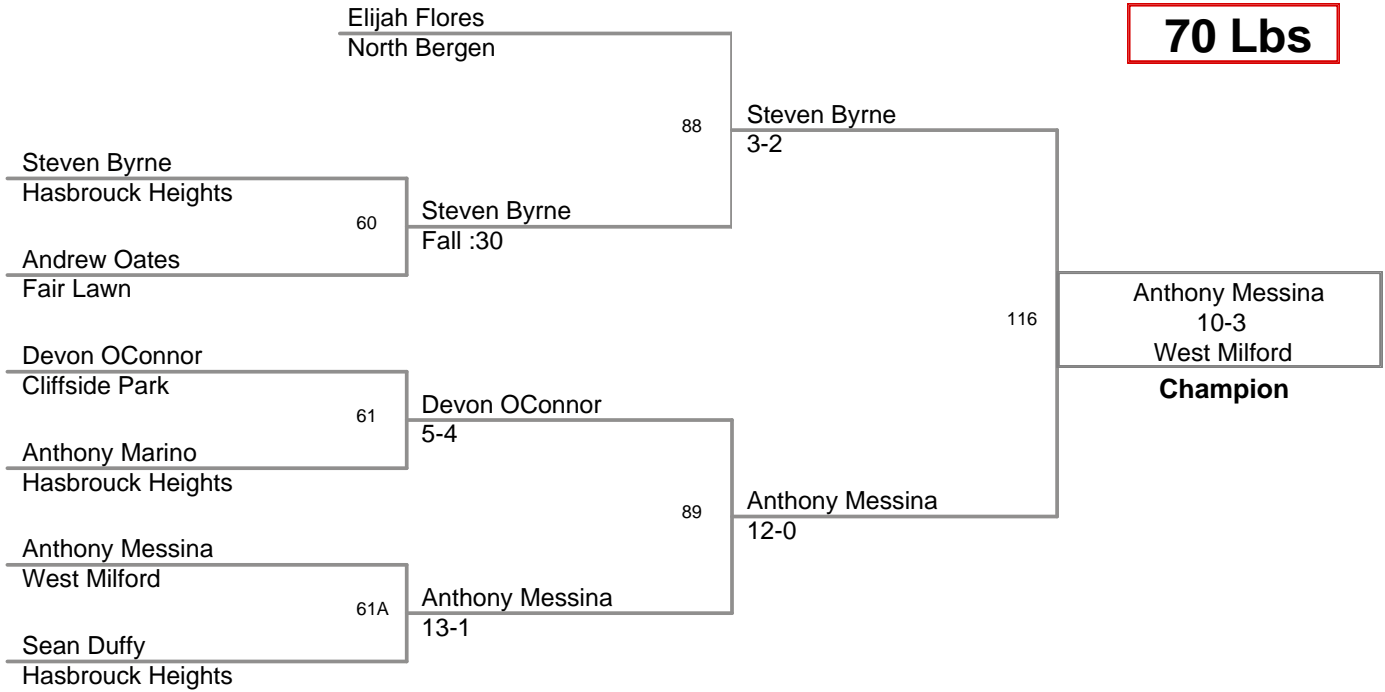 Elijah Flores
North Bergen
70 Lbs
88
Steven Byrne
3-2
Steven Byrne
Hasbrouck Heights
60
Steven Byrne
Fall :30
Andrew Oates
Fair Lawn
116
Anthony Messina
10-3
West Milford
Champion
Devon OConnor
Cliffside Park
61
Devon OConnor
5-4
Anthony Marino
Hasbrouck Heights
89
Anthony Messina
12-0
Anthony Messina
West Milford
61A
Anthony Messina
13-1
Sean Duffy
Hasbrouck Heights